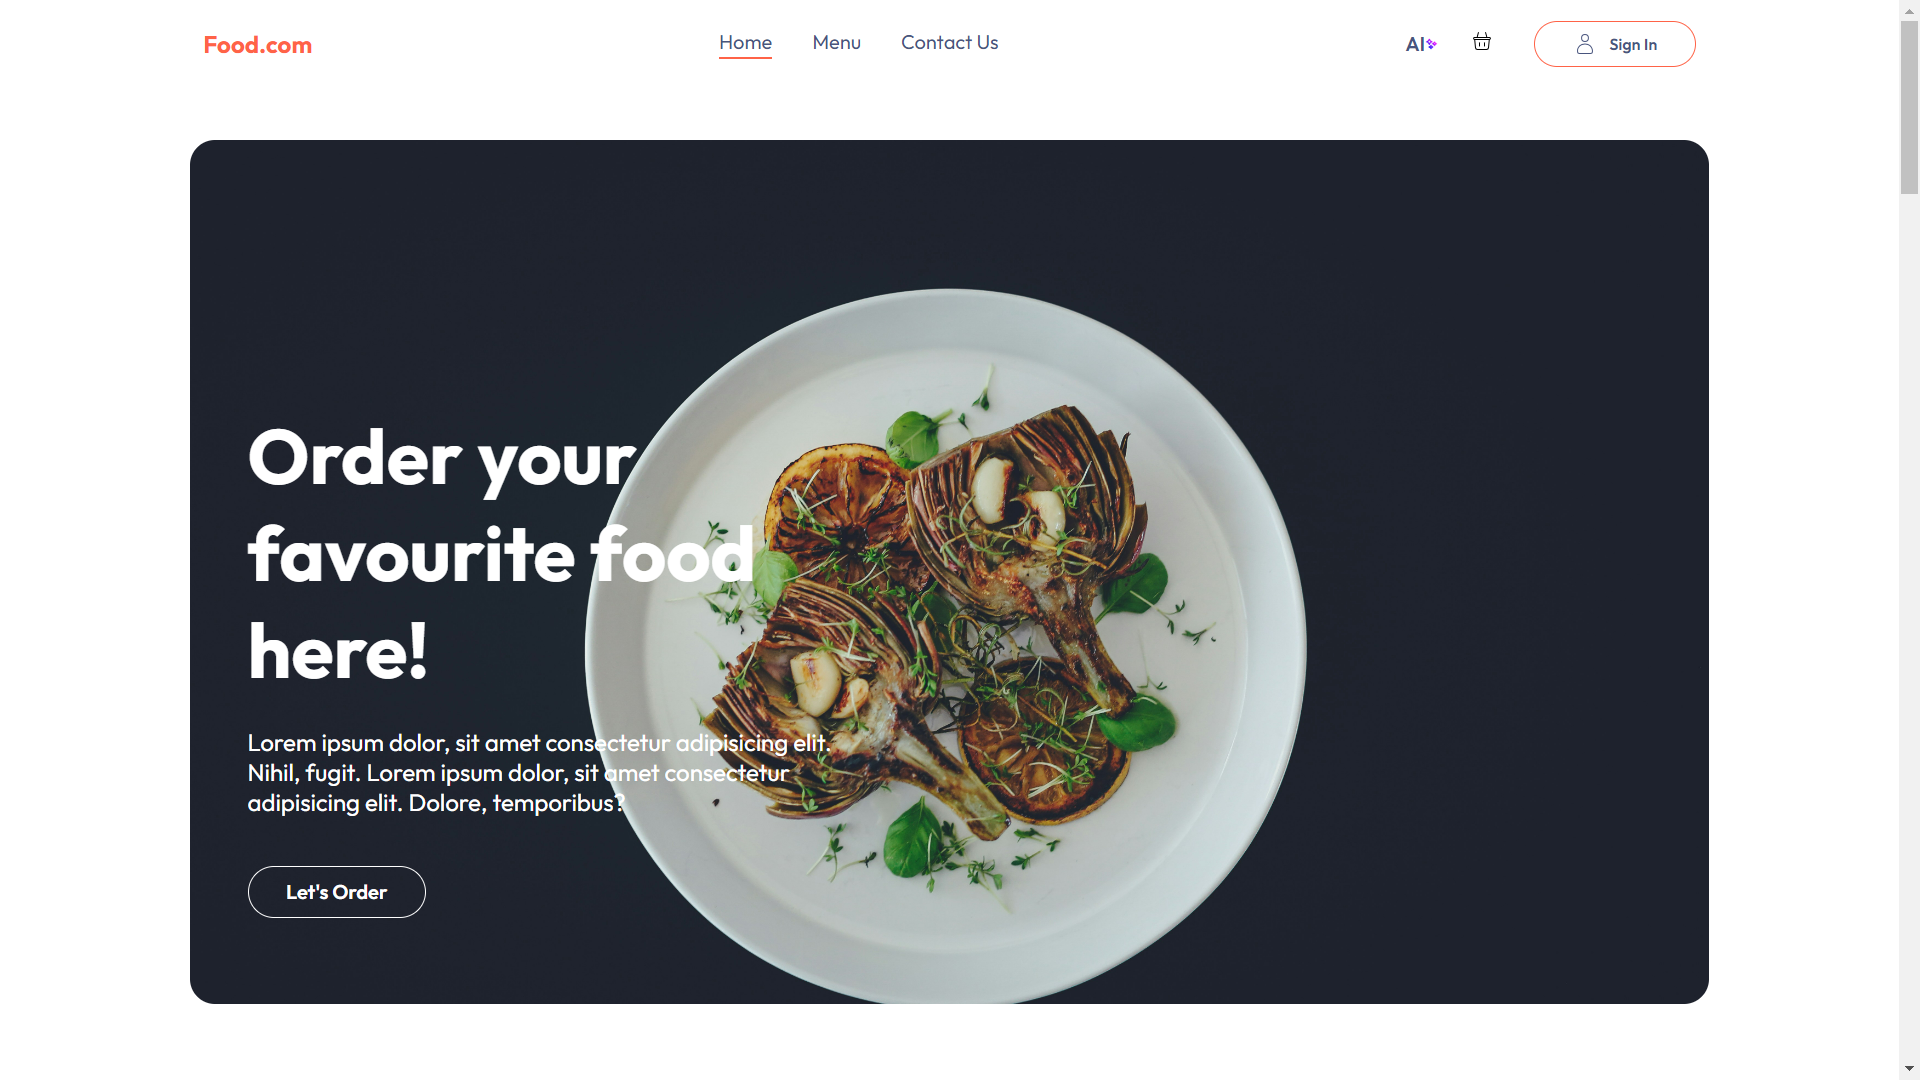 Food.com
Home
Menu
Contact Us
AI
Sign In
Order your
favourite food
here!
Lorem ipsum dolor, sit amet consectetur adipisicing elit.
Nihil, fugit. Lorem ipsum dolor, sit amet consectetur
adipisicing elit. Dolore, temporibus?
Let's Order